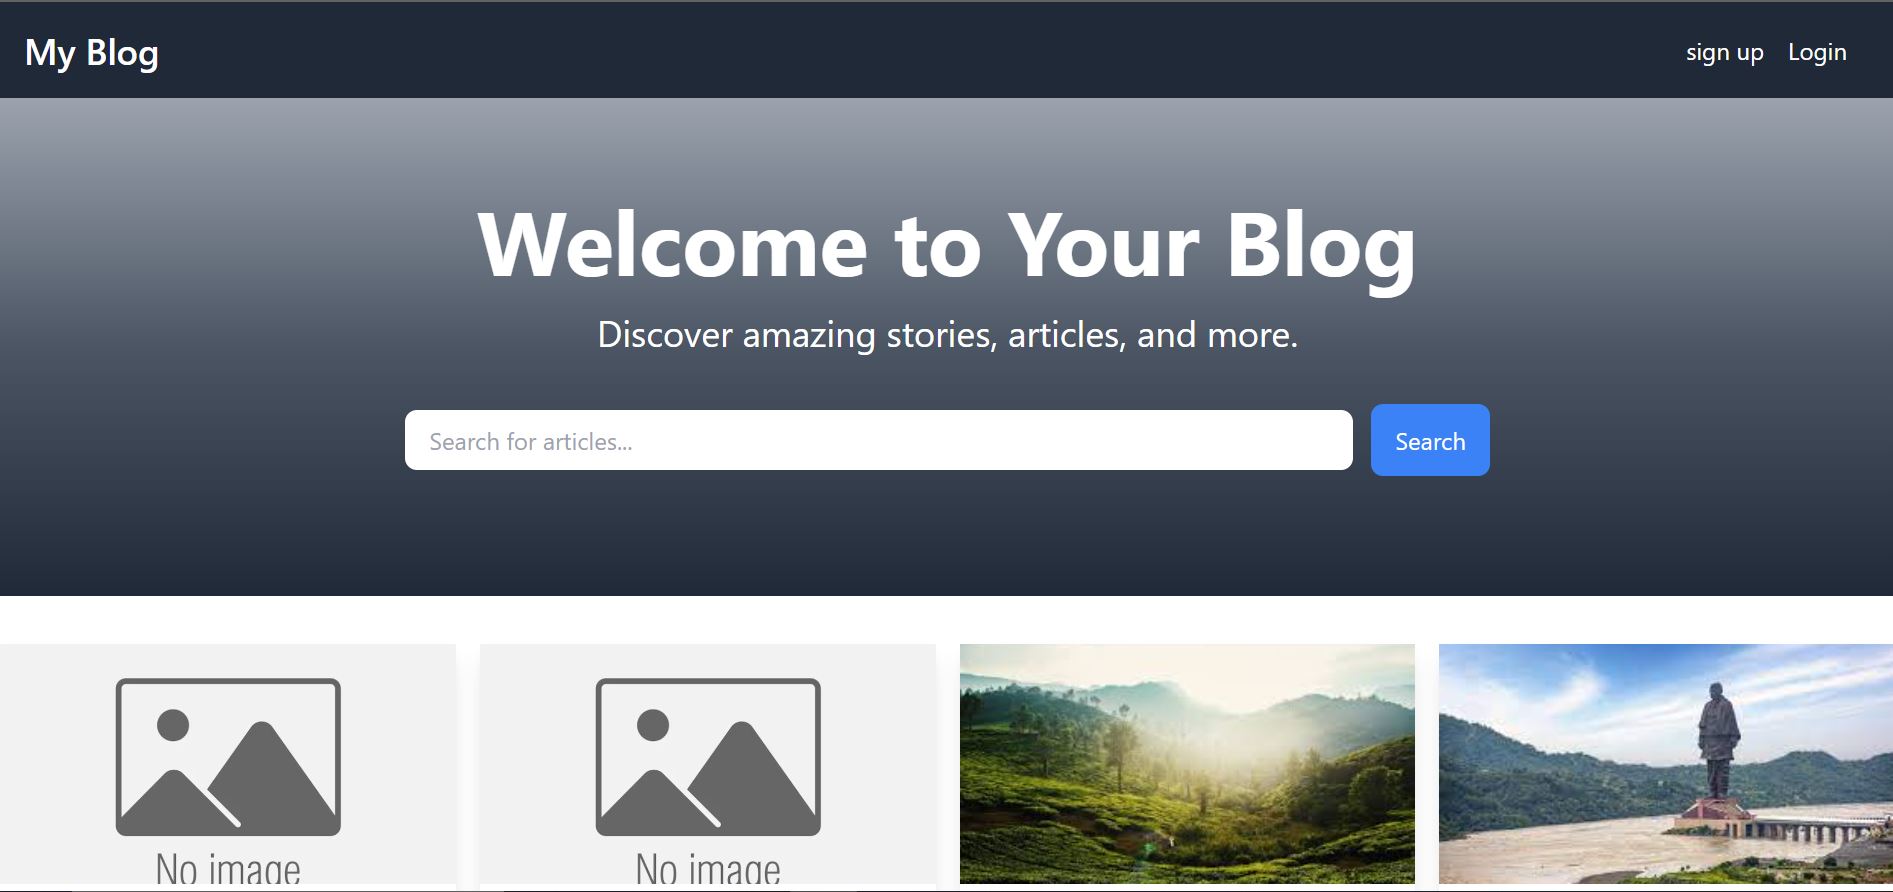 My Blog
sign up Login
Welcome to Your Blog
Discover amazing stories, articles, and more.
Search for articles...
Search
No image
No image